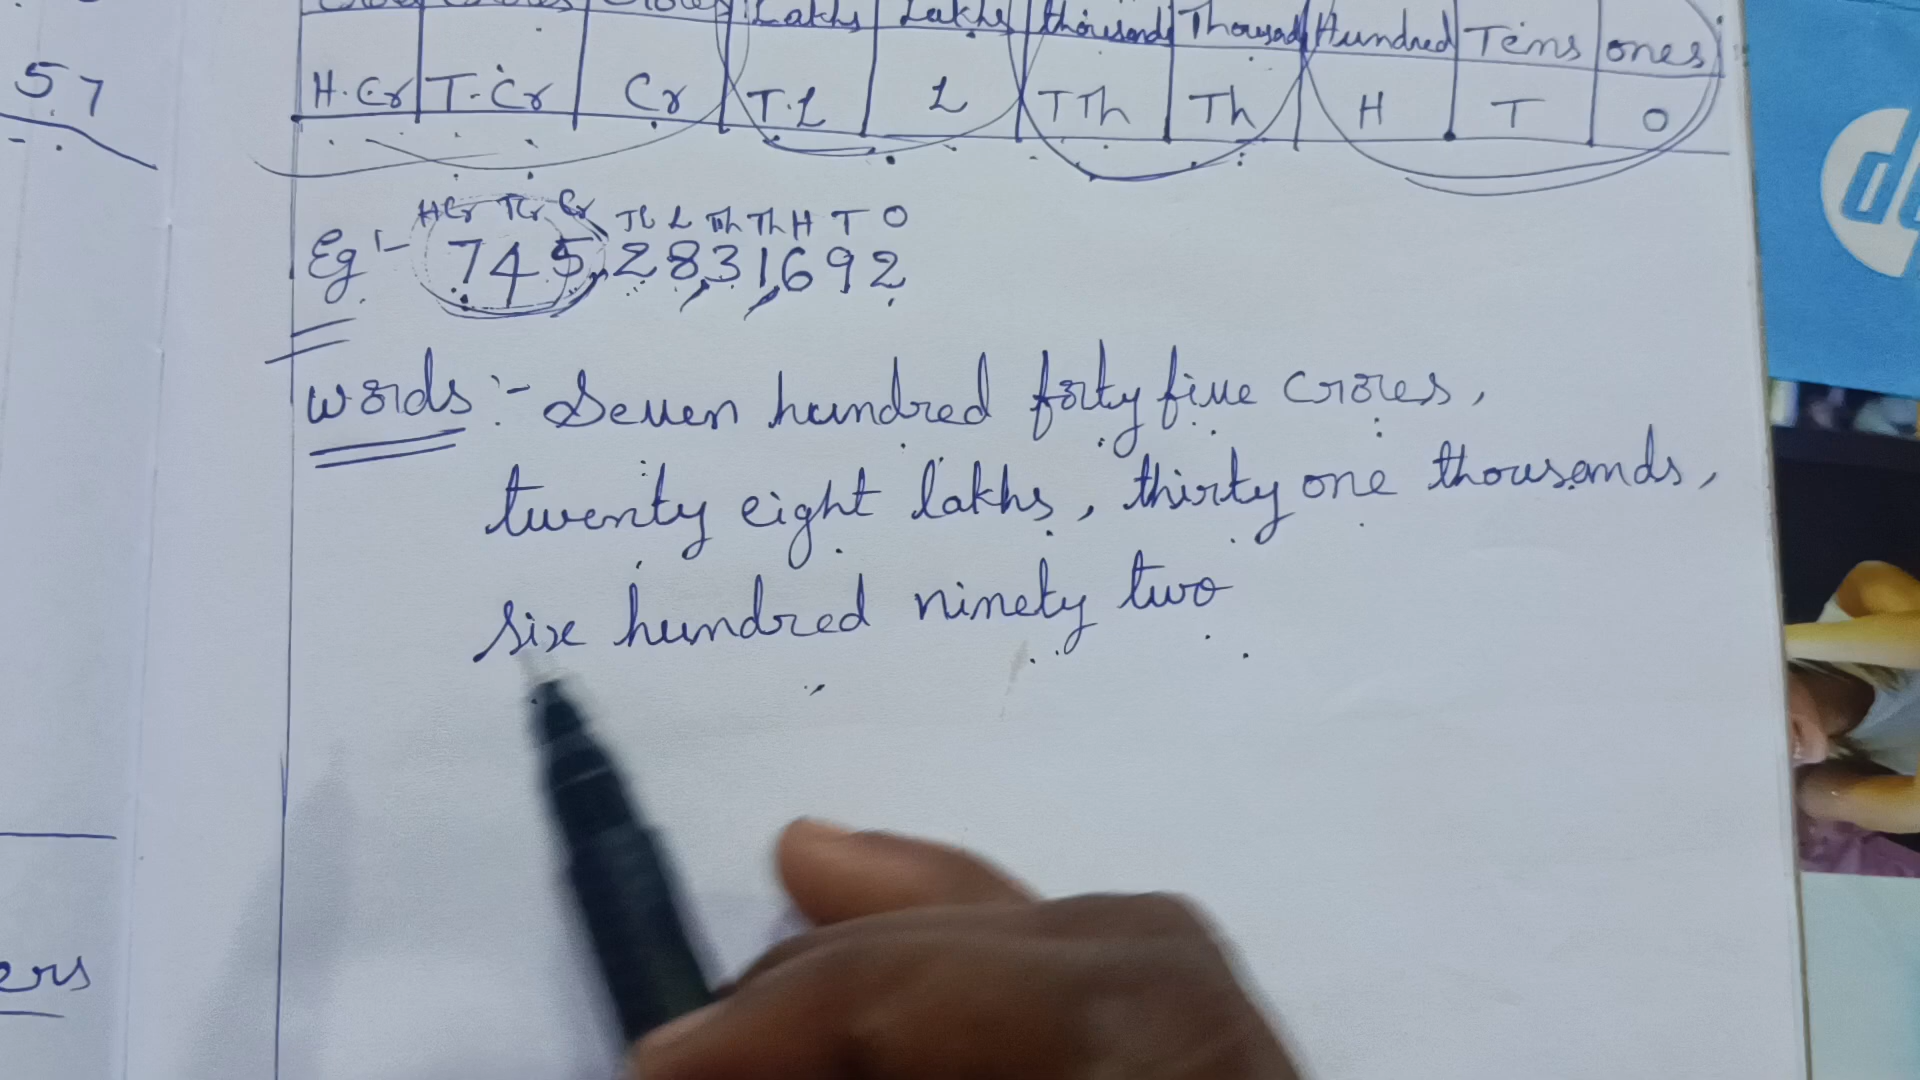 57
Lakhs Lakhs thousands Thousads Hundred Tens ones
H.Cr T.Cr Cr T.L L TTh Th H T O
HCr TCr Cr TL L TTh Th H T O
Eg:- 745,28,31,692
words :- Seven hundred forty five crores,
twenty eight lakhs, thirty one thousands,
six hundred ninety two
ers